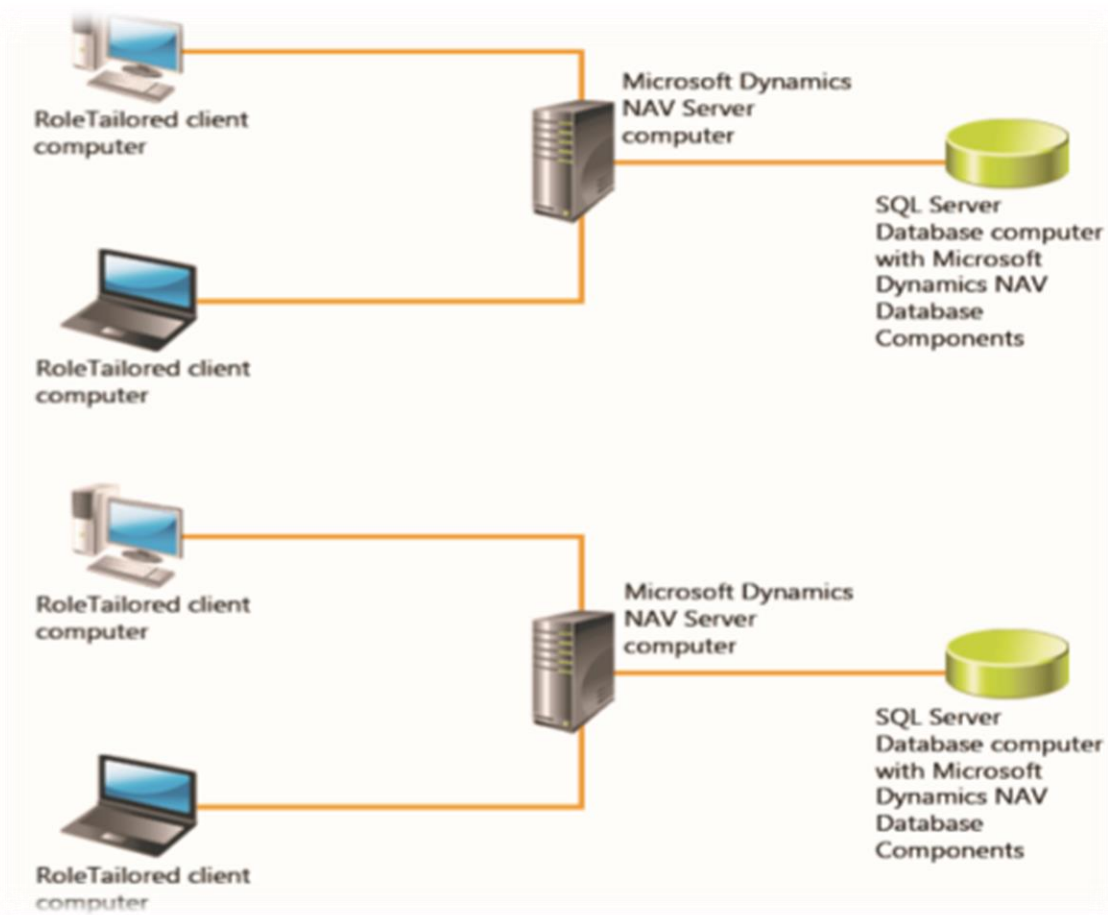 RoleTailored client
computer
Microsoft Dynamics
NAV Server
computer
SQL Server
Database computer
with Microsoft
Dynamics NAV
Database
Components
RoleTailored client
computer
RoleTailored client
computer
Microsoft Dynamics
NAV Server
computer
SQL Server
Database computer
with Microsoft
Dynamics NAV
Database
Components
RoleTailored client
computer